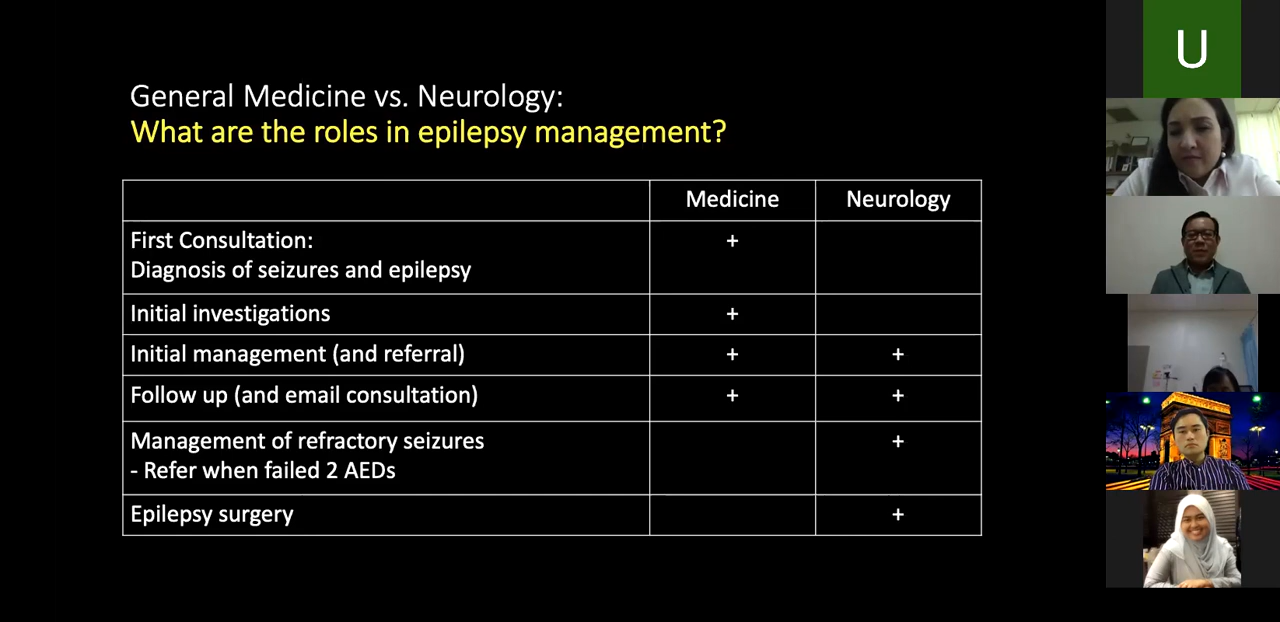 General Medicine vs. Neurology:
What are the roles in epilepsy management?
Medicine Neurology
First Consultation: +
Diagnosis of seizures and epilepsy
Initial investigations +
Initial management (and referral) + +
Follow up (and email consultation) + +
Management of refractory seizures +
- Refer when failed 2 AEDs
Epilepsy surgery +
U